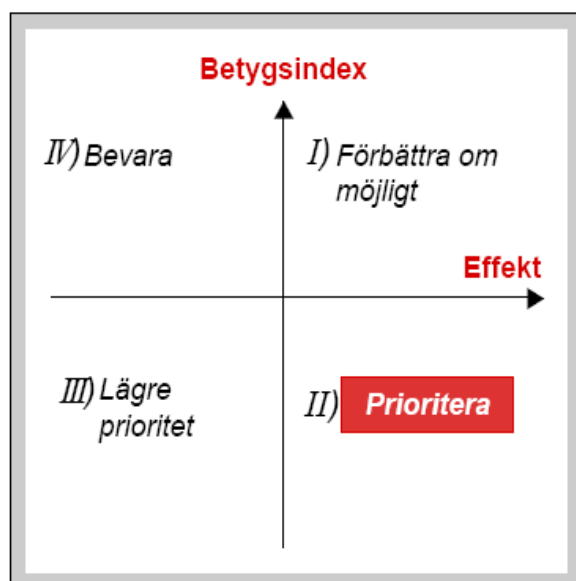 Betygsindex
IV) Bevara
I) Förbättra om
möjligt
Effekt
III) Lägre
prioritet
II) Prioritera